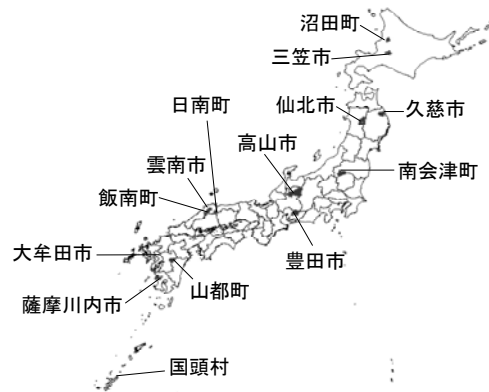 沼田町
三笠市
日南町
仙北市
久慈市
高山市
雲南市
南会津町
飯南町
大牟田市
豊田市
薩摩川内市
山都町
国頭村